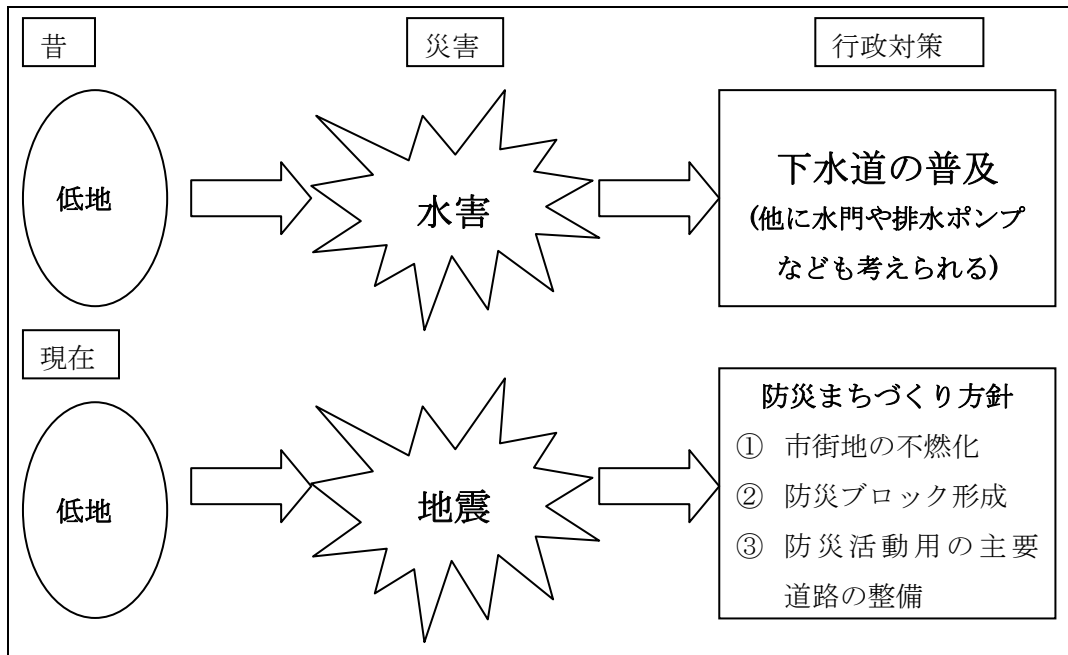 昔
災害
行政対策
低地
水害
下水道の普及
(他に水門や排水ポンプ
なども考えられる)
現在
低地
地震
防災まちづくり方針
① 市街地の不燃化
② 防災ブロック形成
③ 防災活動用の主要
道路の整備